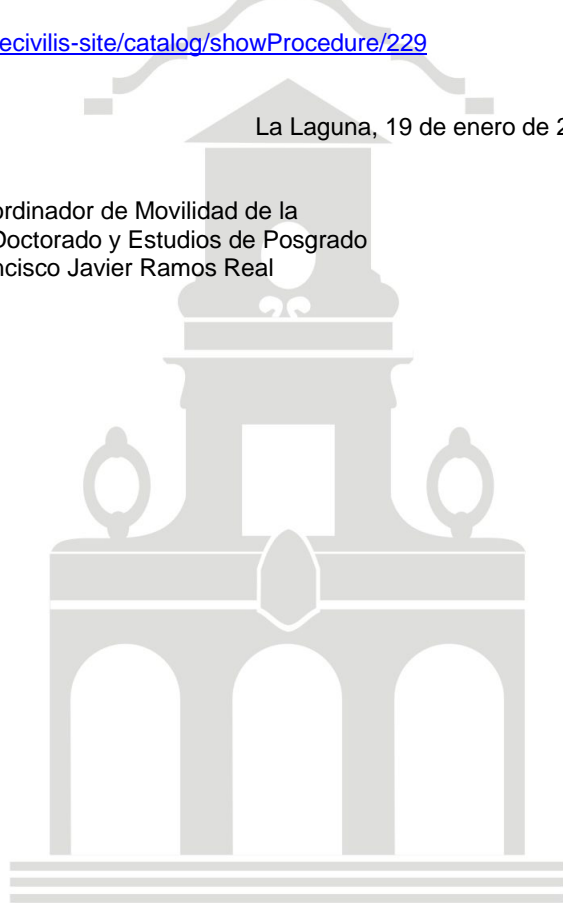 ecivilis-site/catalog/showProcedure/229
La Laguna, 19 de enero de 2
ordinador de Movilidad de la
Doctorado y Estudios de Posgrado
ncisco Javier Ramos Real